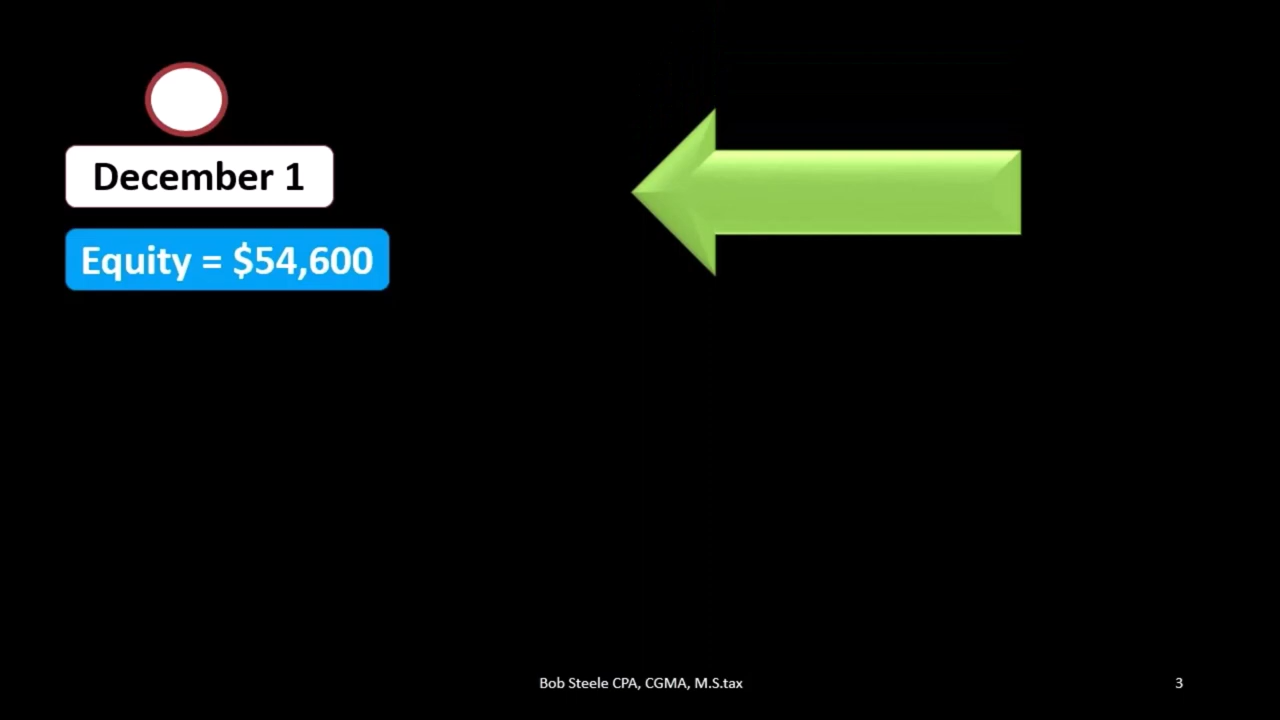 December 1
Equity = $54,600
Bob Steele CPA, CGMA, M.S.tax
3